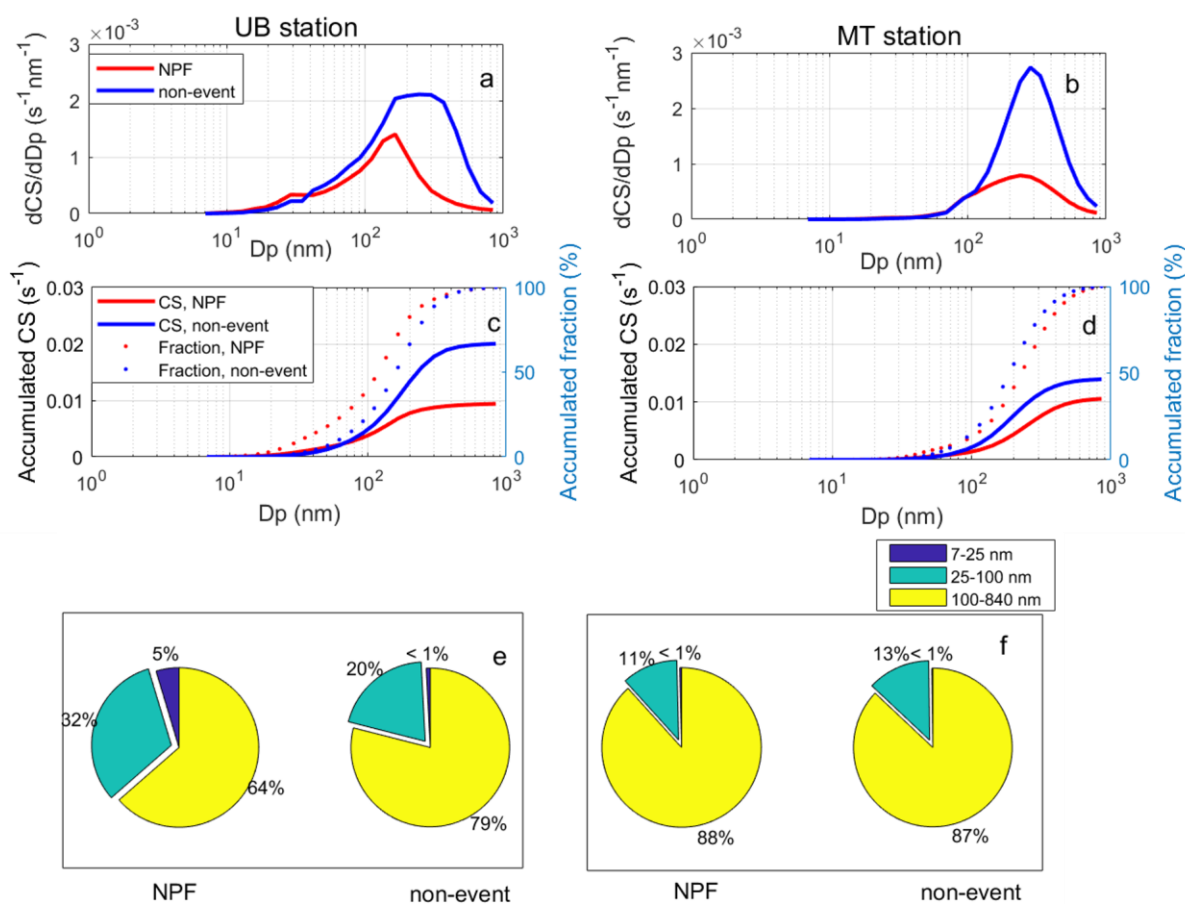 UB station
MT station
×10⁻³
3
2
1
0
dCS/dDp (s⁻¹nm⁻¹)
NPF
non-event
a
10⁰
10¹
10²
10³
Dp (nm)
×10⁻³
3
2
1
0
dCS/dDp (s⁻¹nm⁻¹)
b
10⁰
10¹
10²
10³
Dp (nm)
0.03
0.02
0.01
0
Accumulated CS (s⁻¹)
CS, NPF
CS, non-event
Fraction, NPF
Fraction, non-event
c
100
50
0
Accumulated fraction (%)
10⁰
10¹
10²
10³
Dp (nm)
0.03
0.02
0.01
0
Accumulated CS (s⁻¹)
d
100
50
0
Accumulated fraction (%)
10⁰
10¹
10²
10³
Dp (nm)
7-25 nm
25-100 nm
100-840 nm
e
5%
32%
64%
NPF
< 1%
20%
79%
non-event
f
11%
< 1%
88%
NPF
13%
< 1%
87%
non-event